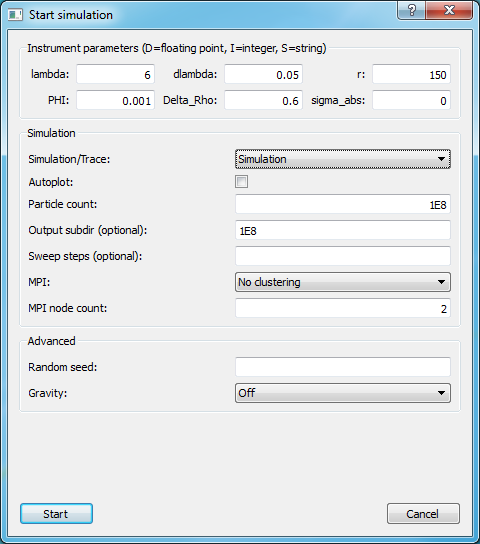 Start simulation
Instrument parameters (D=floating point, I=integer, S=string)
lambda: 6 dlambda: 0.05 r: 150
PHI: 0.001 Delta_Rho: 0.6 sigma_abs: 0
Simulation
Simulation/Trace: Simulation
Autoplot:
Particle count: 1E8
Output subdir (optional): 1E8
Sweep steps (optional):
MPI: No clustering
MPI node count: 2
Advanced
Random seed:
Gravity: Off
Start Cancel